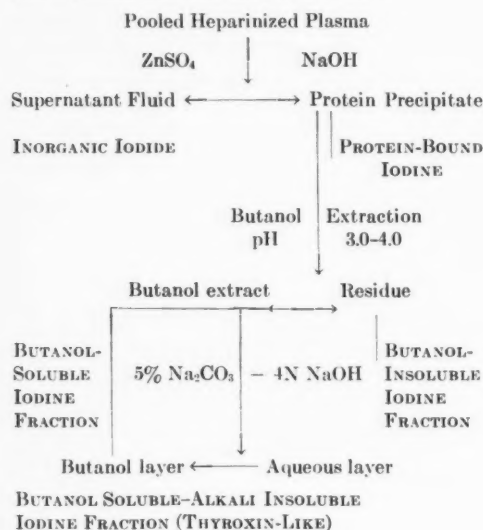 Pooled Heparinized Plasma
ZnSO₄ NaOH
Supernatant Fluid Protein Precipitate
INORGANIC IODIDE PROTEIN-BOUND
IODINE
Butanol Extraction
pH 3.0–4.0
Butanol extract Residue
BUTANOL-
SOLUBLE
IODINE
FRACTION
5% Na₂CO₃ – 4N NaOH
BUTANOL-
INSOLUBLE
IODINE
FRACTION
Butanol layer Aqueous layer
BUTANOL SOLUBLE–ALKALI INSOLUBLE
IODINE FRACTION (THYROXIN-LIKE)